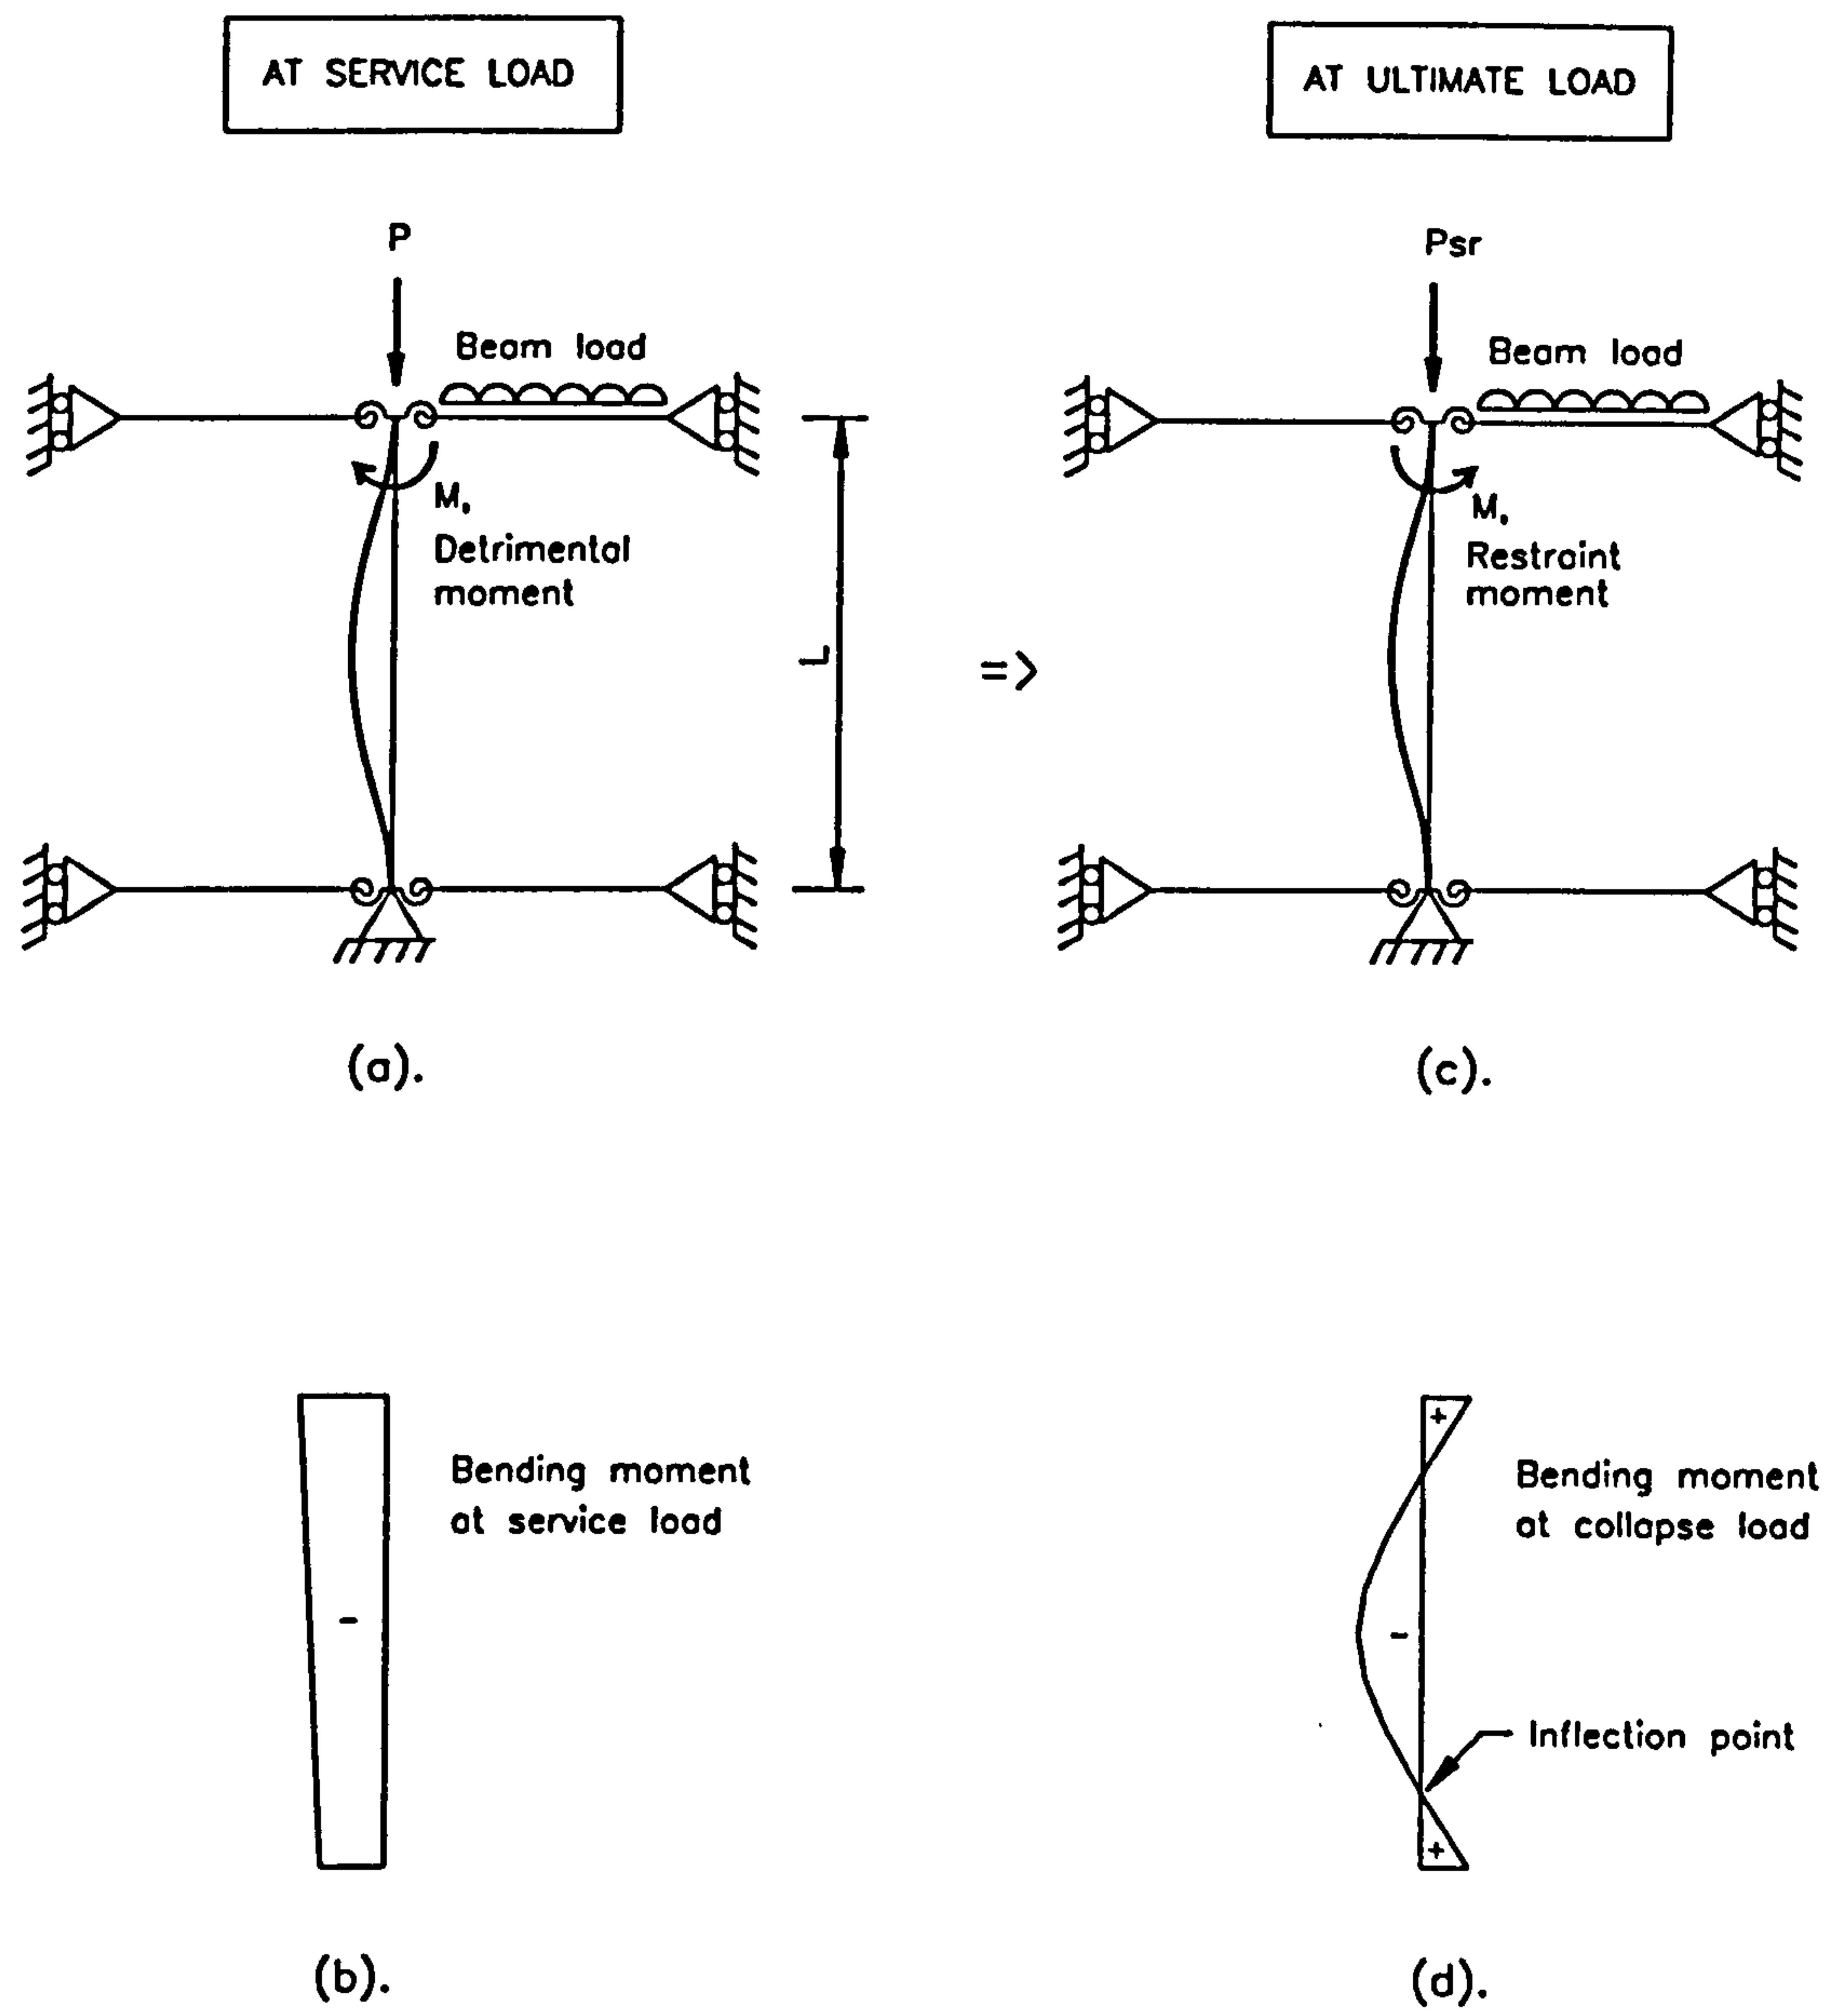 AT SERVICE LOAD
AT ULTIMATE LOAD
P
Psr
Beam load
Beam load
M,
Detrimental
moment
M,
Restraint
moment
L
=>
(a).
(c).
Bending moment
at service load
Bending moment
at collapse load
+
-
-
Inflection point
+
(b).
(d).